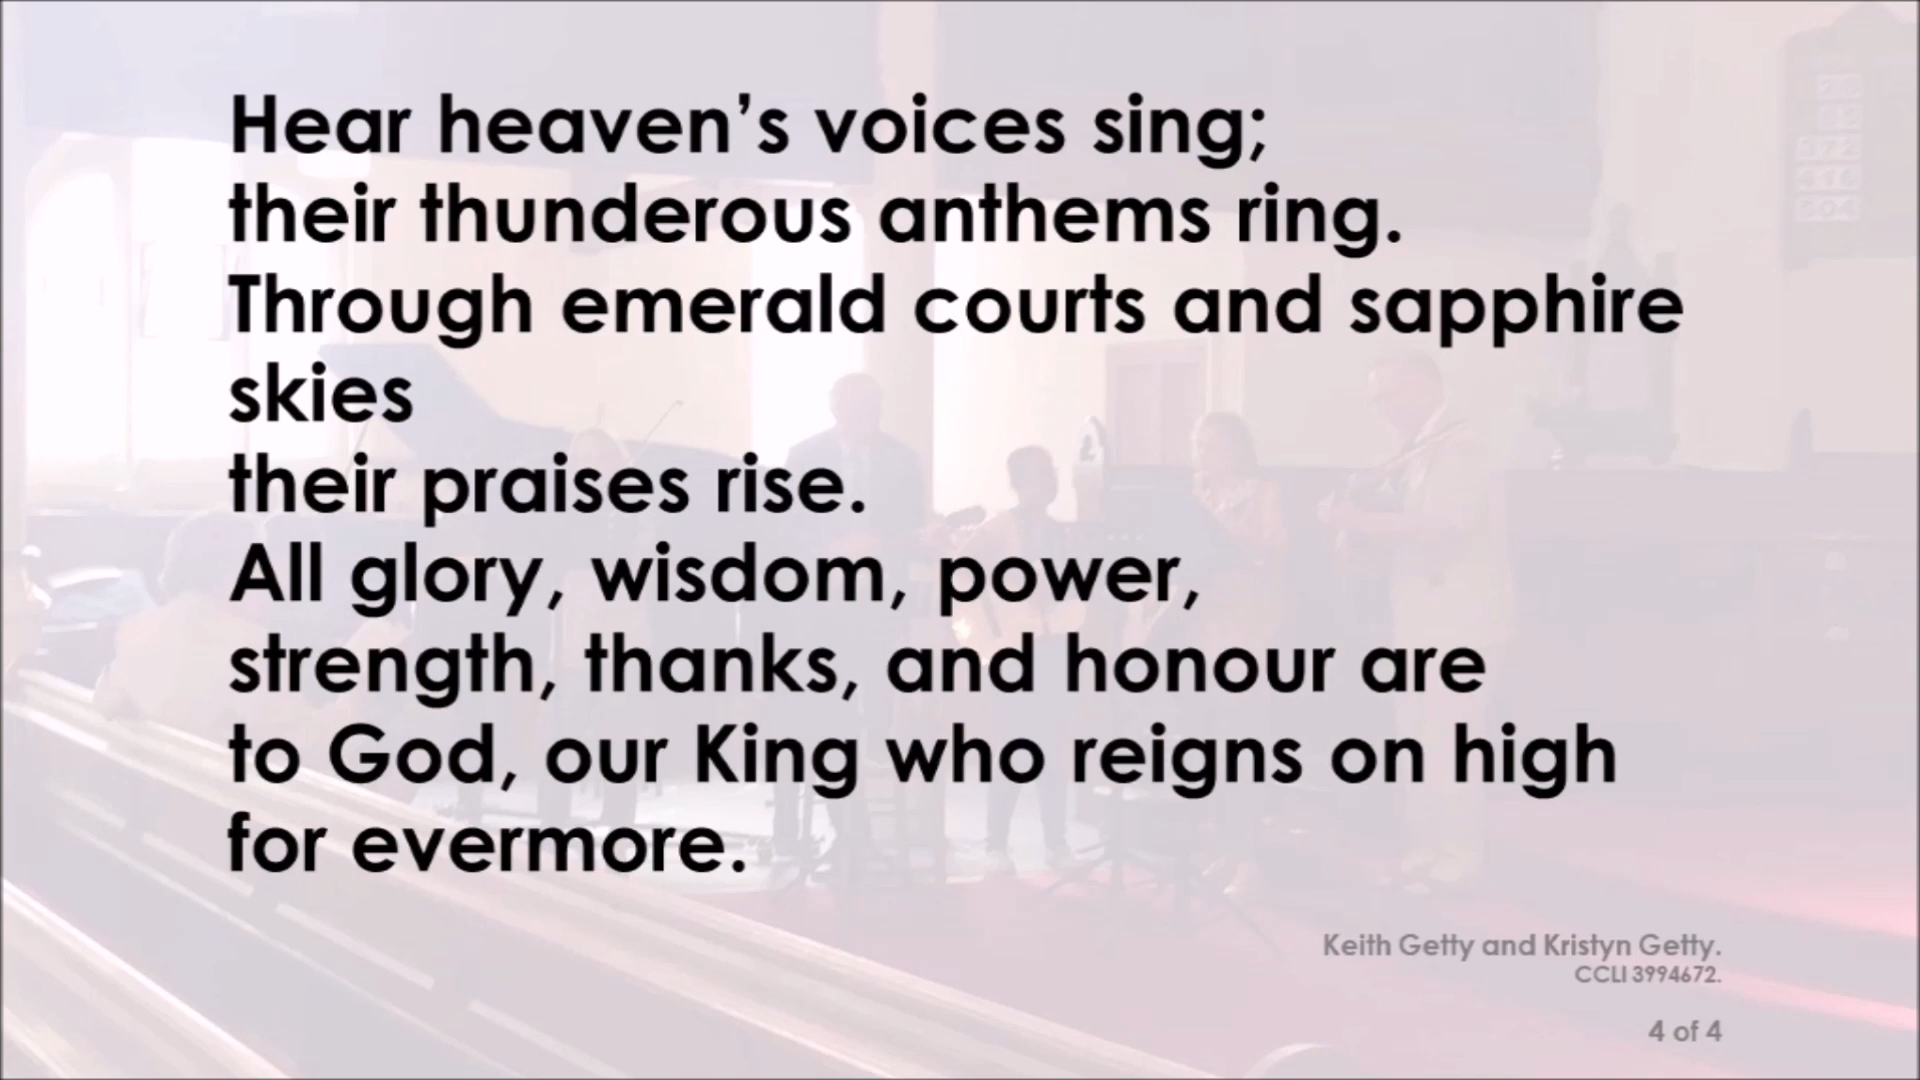 Hear heaven’s voices sing;
their thunderous anthems ring.
Through emerald courts and sapphire
skies
their praises rise.
All glory, wisdom, power,
strength, thanks, and honour are
to God, our King who reigns on high
for evermore.
Keith Getty and Kristyn Getty.
CCLI 3994672.
4 of 4